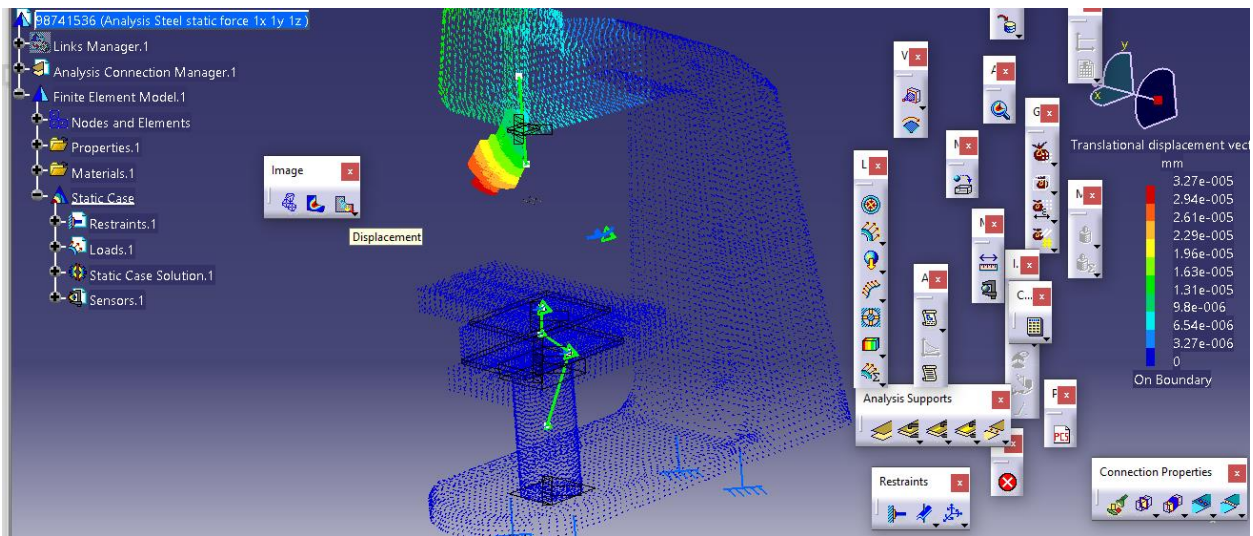 98741536 (Analysis Steel static force 1x 1y 1z )
Links Manager.1
Analysis Connection Manager.1
Finite Element Model.1
Nodes and Elements
Properties.1
Materials.1
Static Case
Restraints.1
Loads.1
Static Case Solution.1
Sensors.1
Image
Displacement
V
A
G
L
M
A
I.
C...
Analysis Supports
Restraints
PCS
Connection Properties
y
x
Translational displacement vect
mm
3.27e-005
2.94e-005
2.61e-005
2.29e-005
1.96e-005
1.63e-005
1.31e-005
9.8e-006
6.54e-006
3.27e-006
0
On Boundary